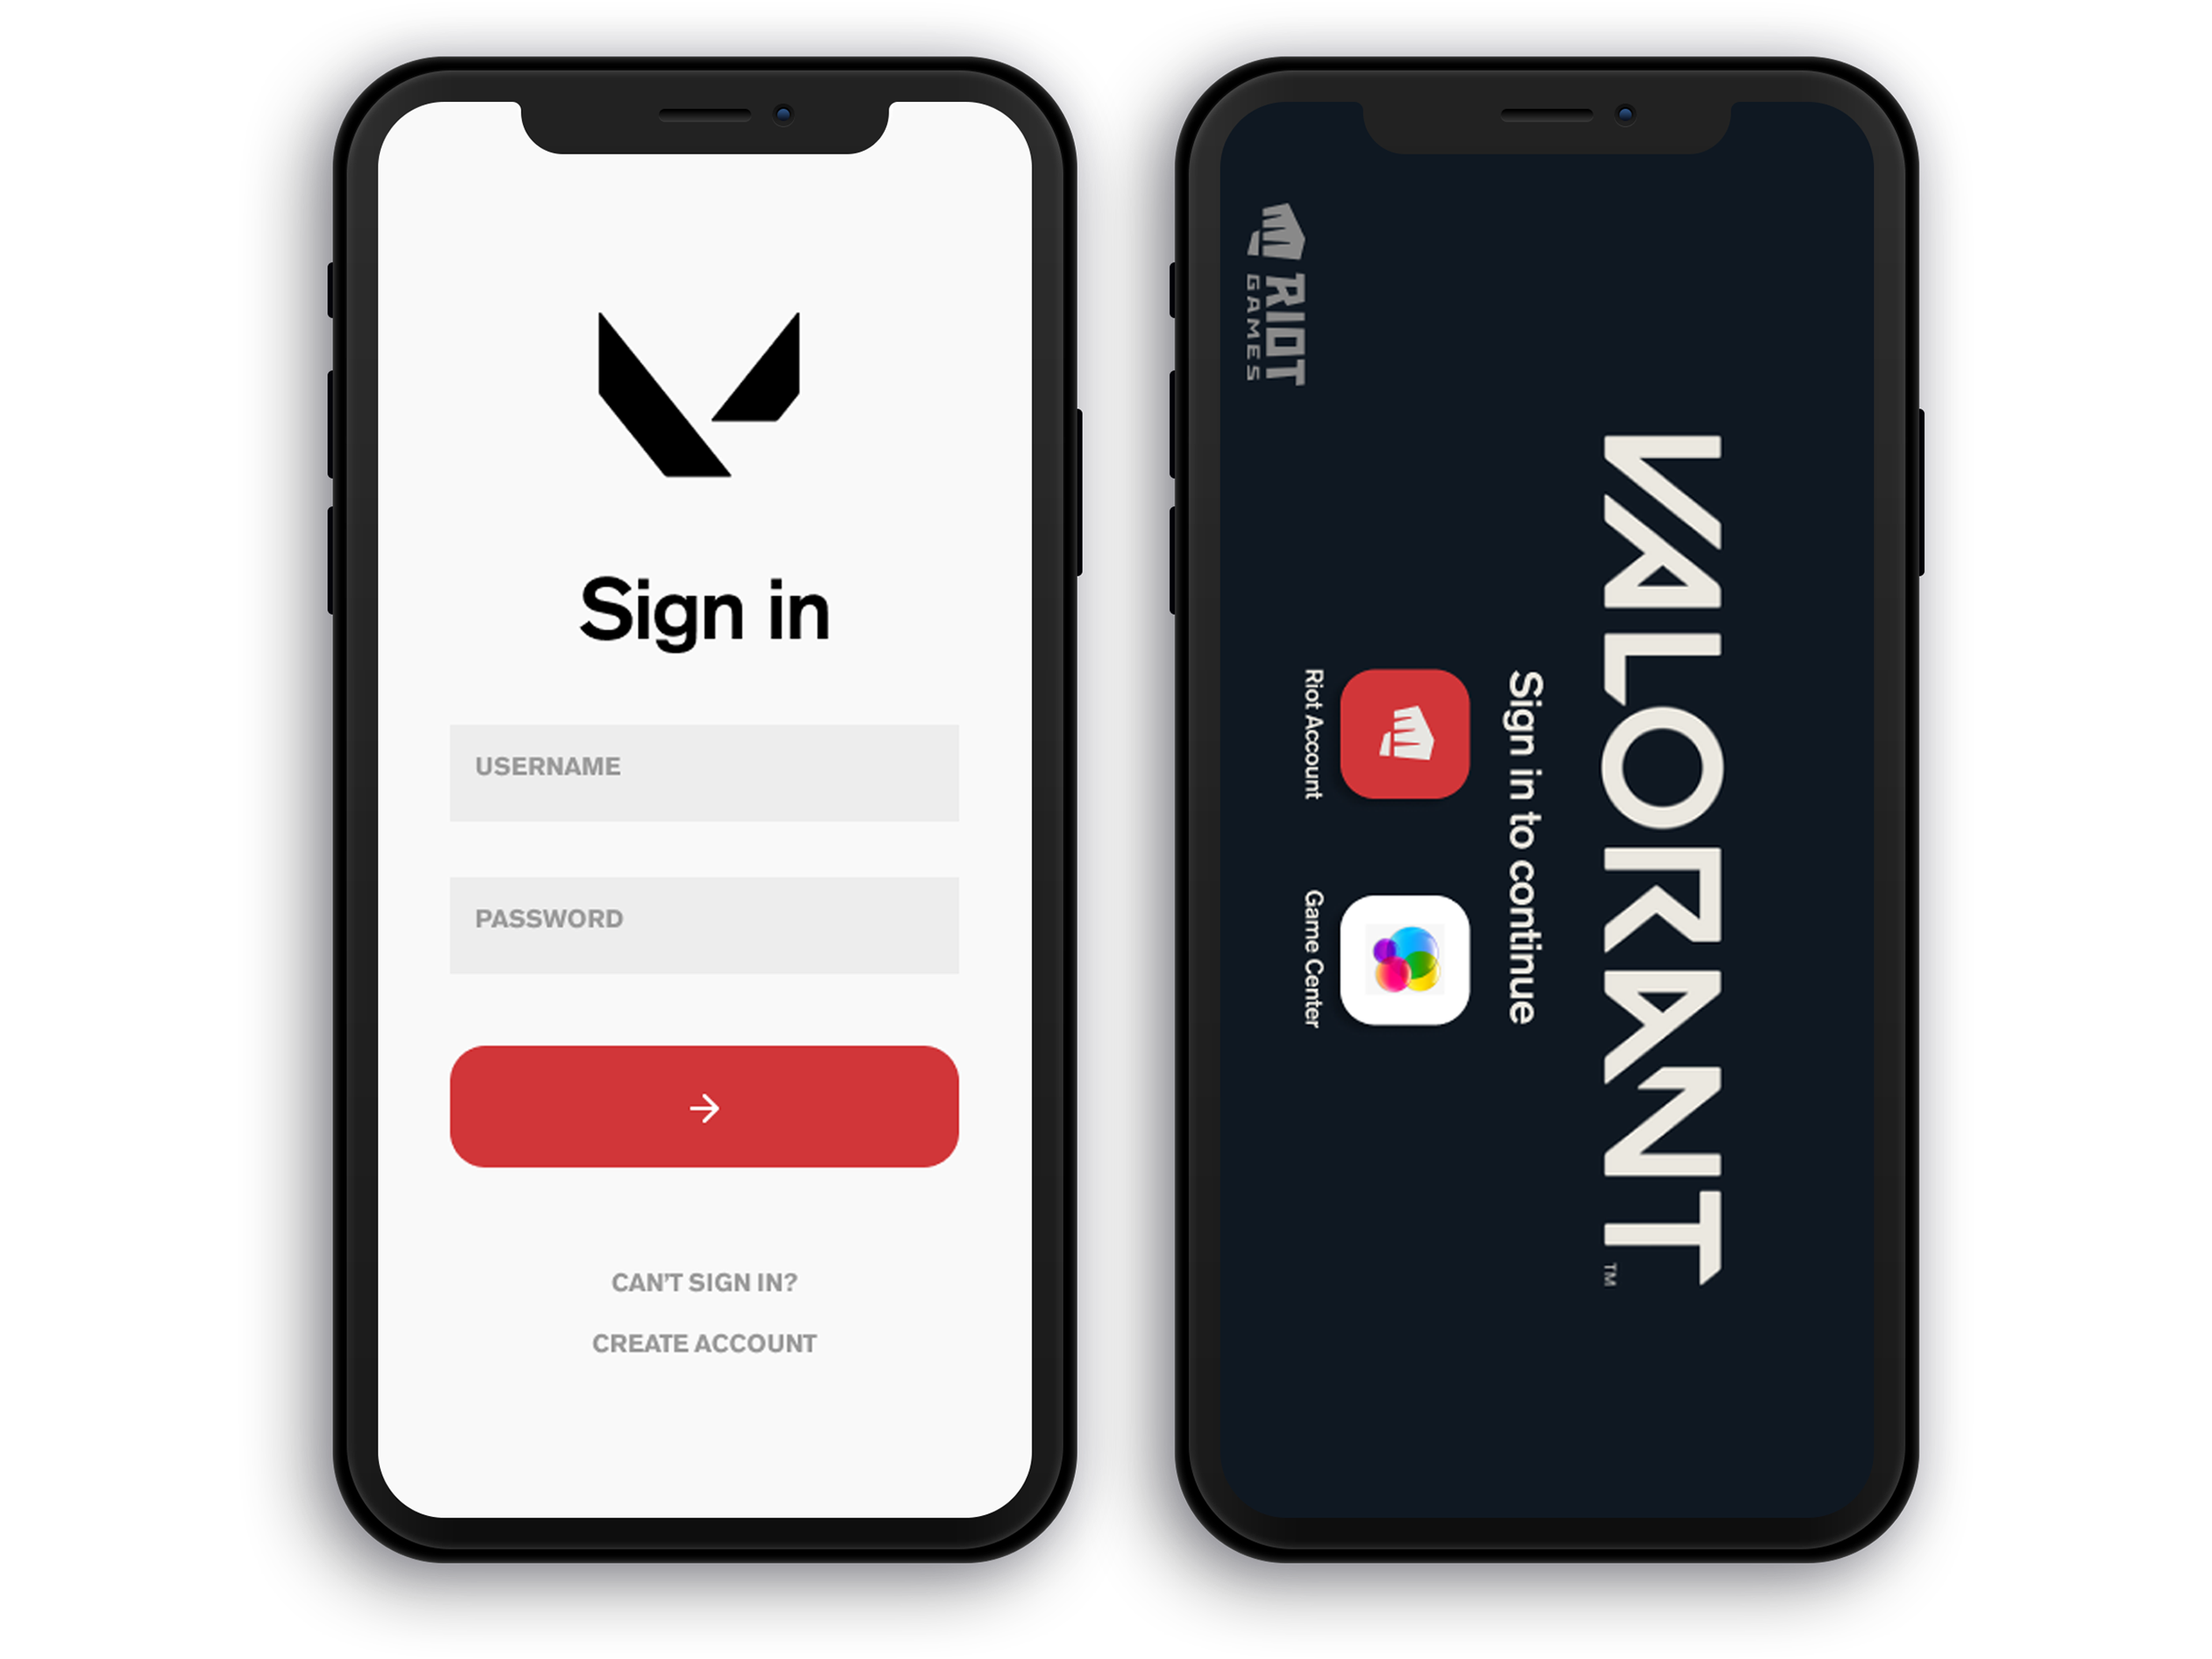 Sign in
USERNAME
PASSWORD
CAN'T SIGN IN?
CREATE ACCOUNT
VALORANT™
Sign in to continue
Riot Account
Game Center
RIOT
GAMES